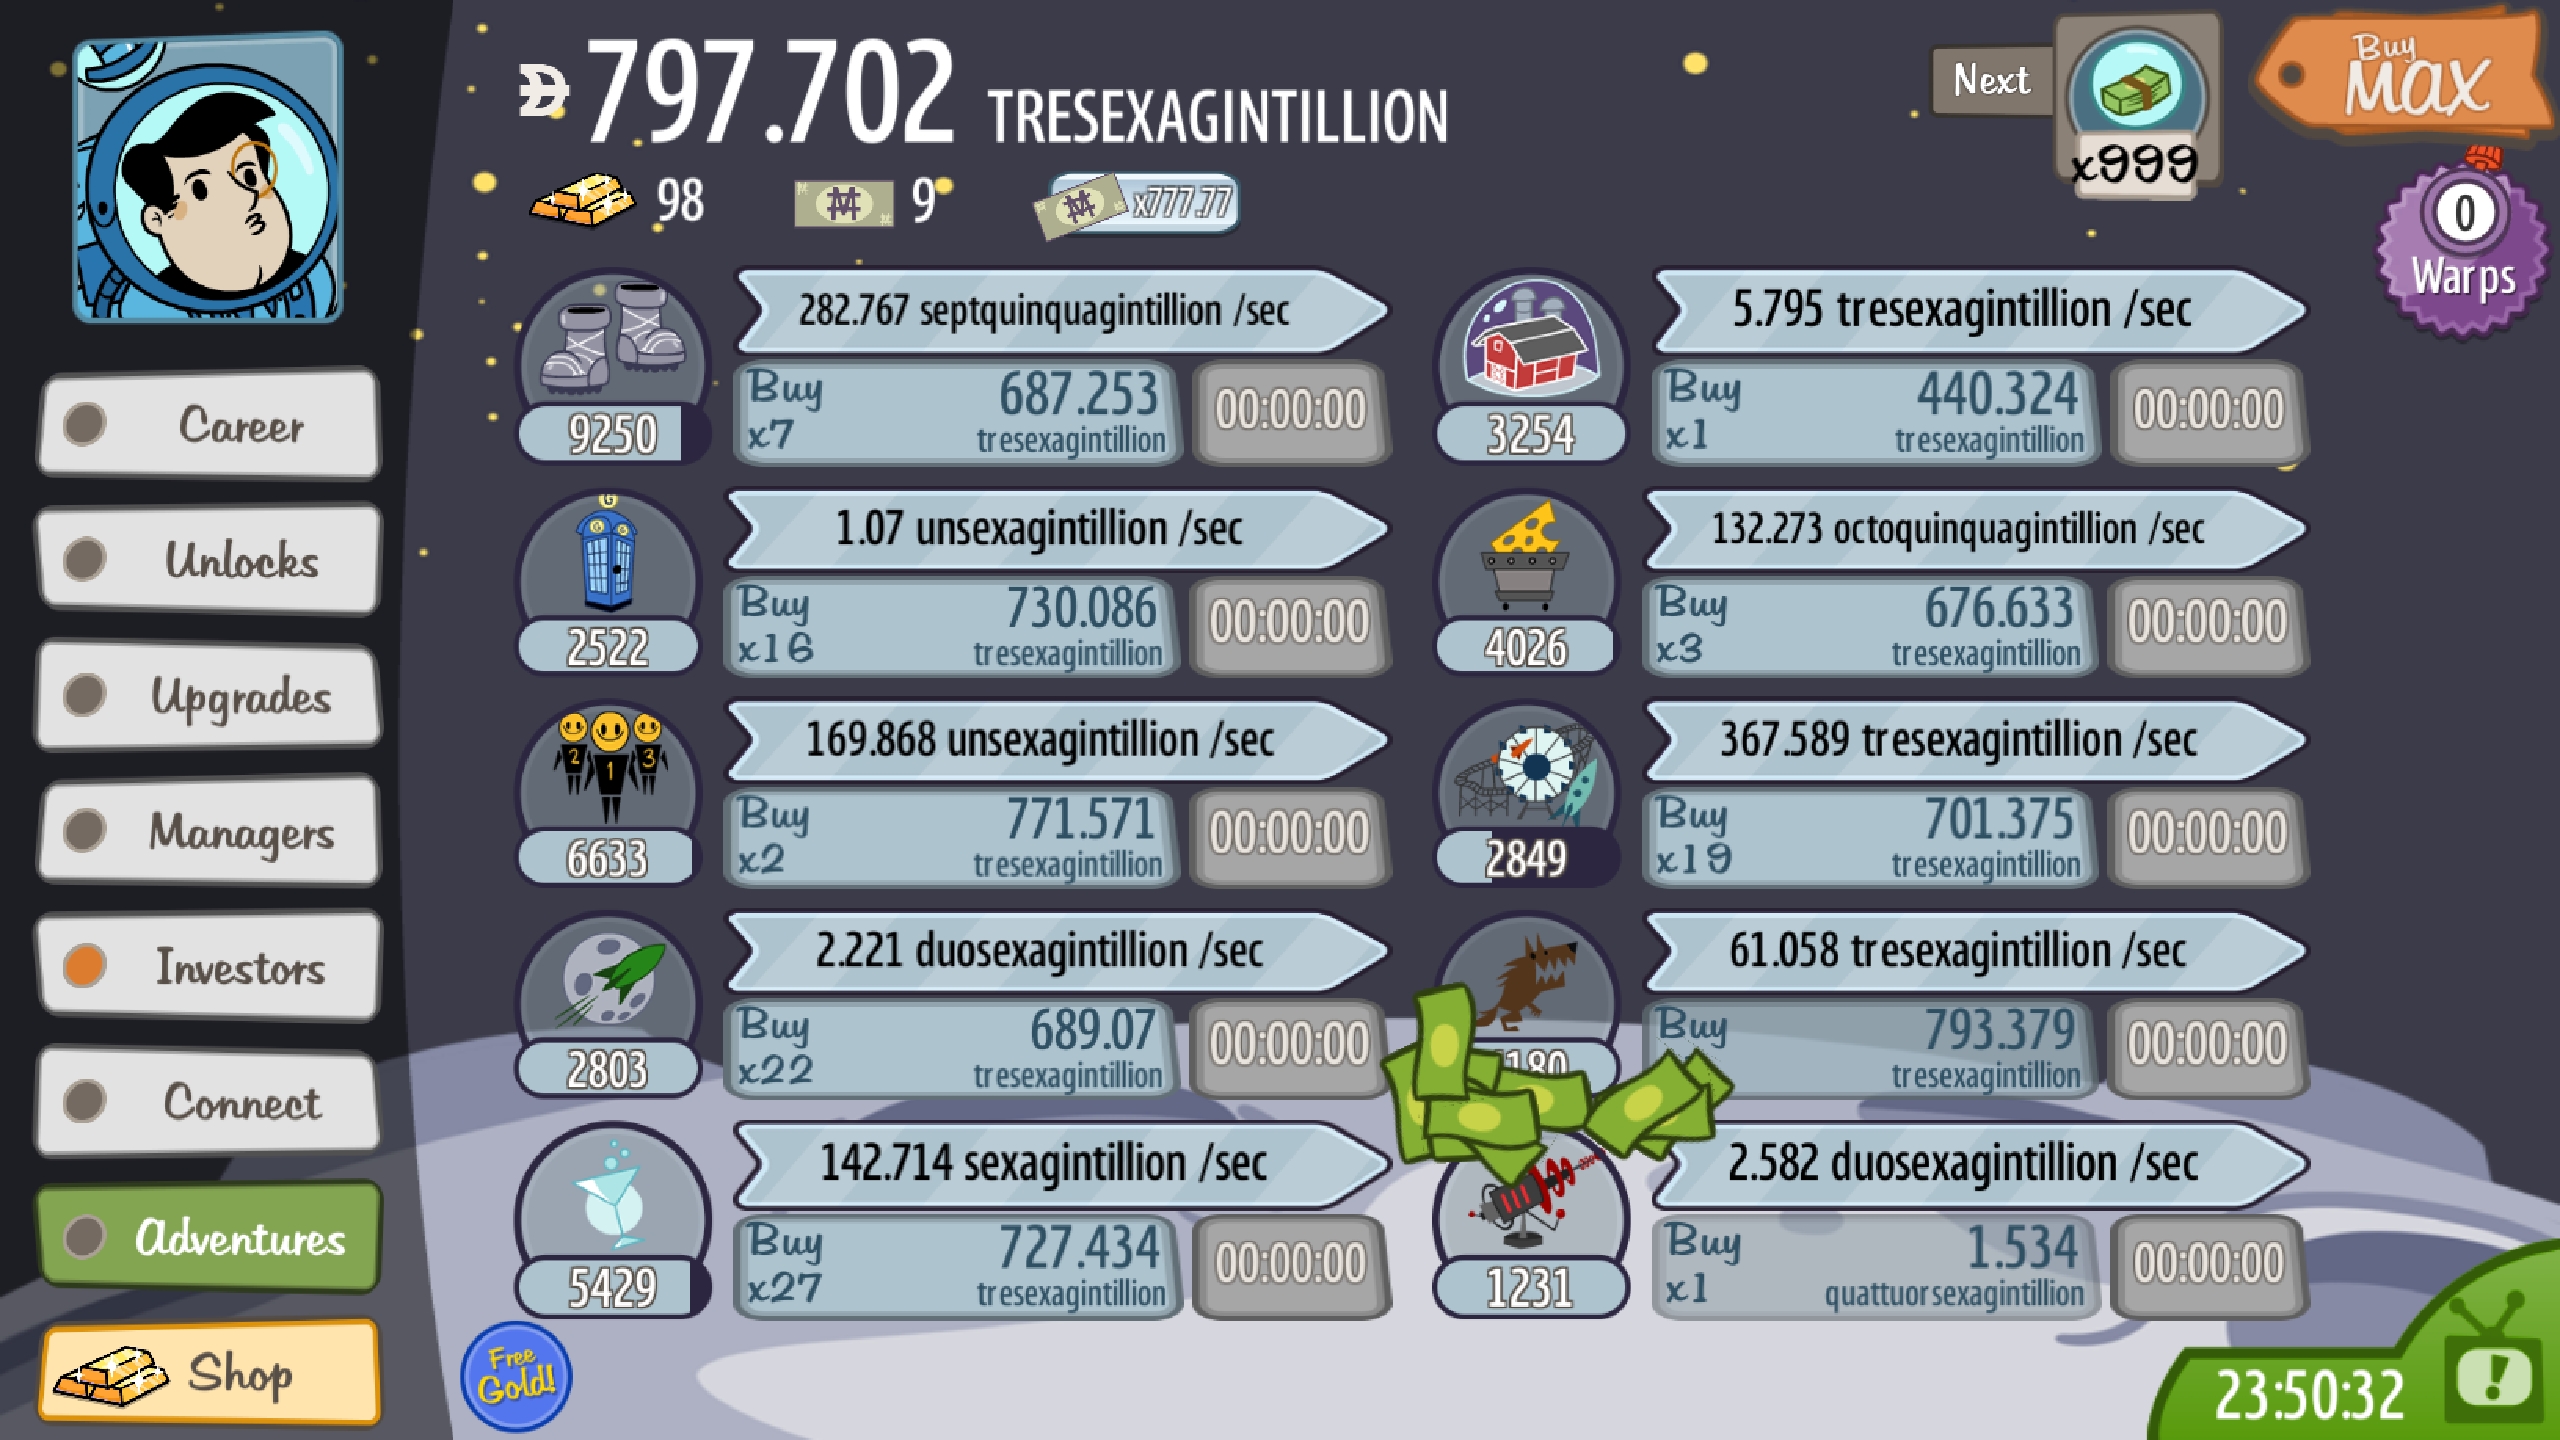 797.702 TRESEXAGINTILLION
Next
x999
Buy
MAX
98
9
x777.77
0
Warps
Career
Unlocks
Upgrades
Managers
Investors
Connect
Adventures
Shop
282.767 septquinquagintillion /sec
9250
Buy
x7
687.253
tresexagintillion
00:00:00
5.795 tresexagintillion /sec
3254
Buy
x1
440.324
tresexagintillion
00:00:00
G
1.07 unsexagintillion /sec
2522
Buy
x16
730.086
tresexagintillion
00:00:00
132.273 octoquinquagintillion /sec
4026
Buy
x3
676.633
tresexagintillion
00:00:00
2 1 3
169.868 unsexagintillion /sec
6633
Buy
x2
771.571
tresexagintillion
00:00:00
367.589 tresexagintillion /sec
2849
Buy
x19
701.375
tresexagintillion
00:00:00
2.221 duosexagintillion /sec
2803
Buy
x22
689.07
tresexagintillion
00:00:00
61.058 tresexagintillion /sec
Buy
793.379
tresexagintillion
00:00:00
142.714 sexagintillion /sec
5429
Buy
x27
727.434
tresexagintillion
00:00:00
2.582 duosexagintillion /sec
1231
Buy
x1
1.534
quattuorsexagintillion
00:00:00
Free
Gold!
23:50:32
!